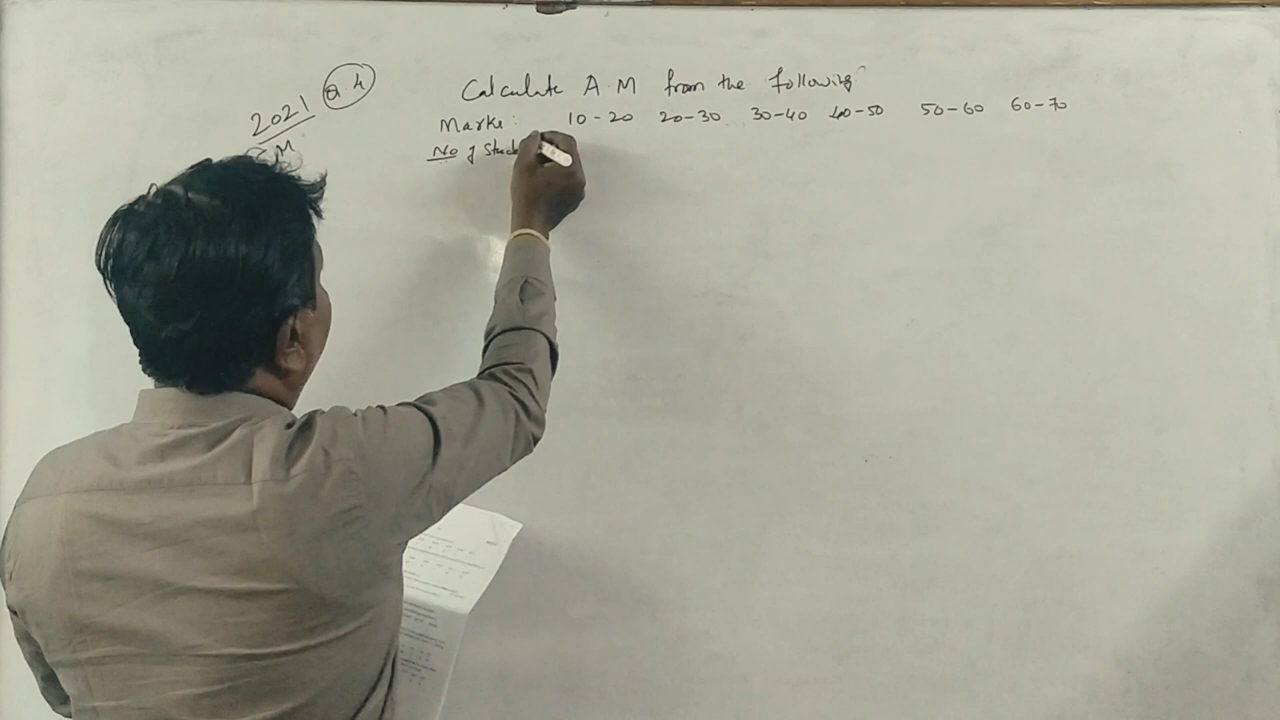 2021
Q 4
Calculate A.M from the following
Marks: 10-20 20-30 30-40 40-50 50-60 60-70
No of Stude